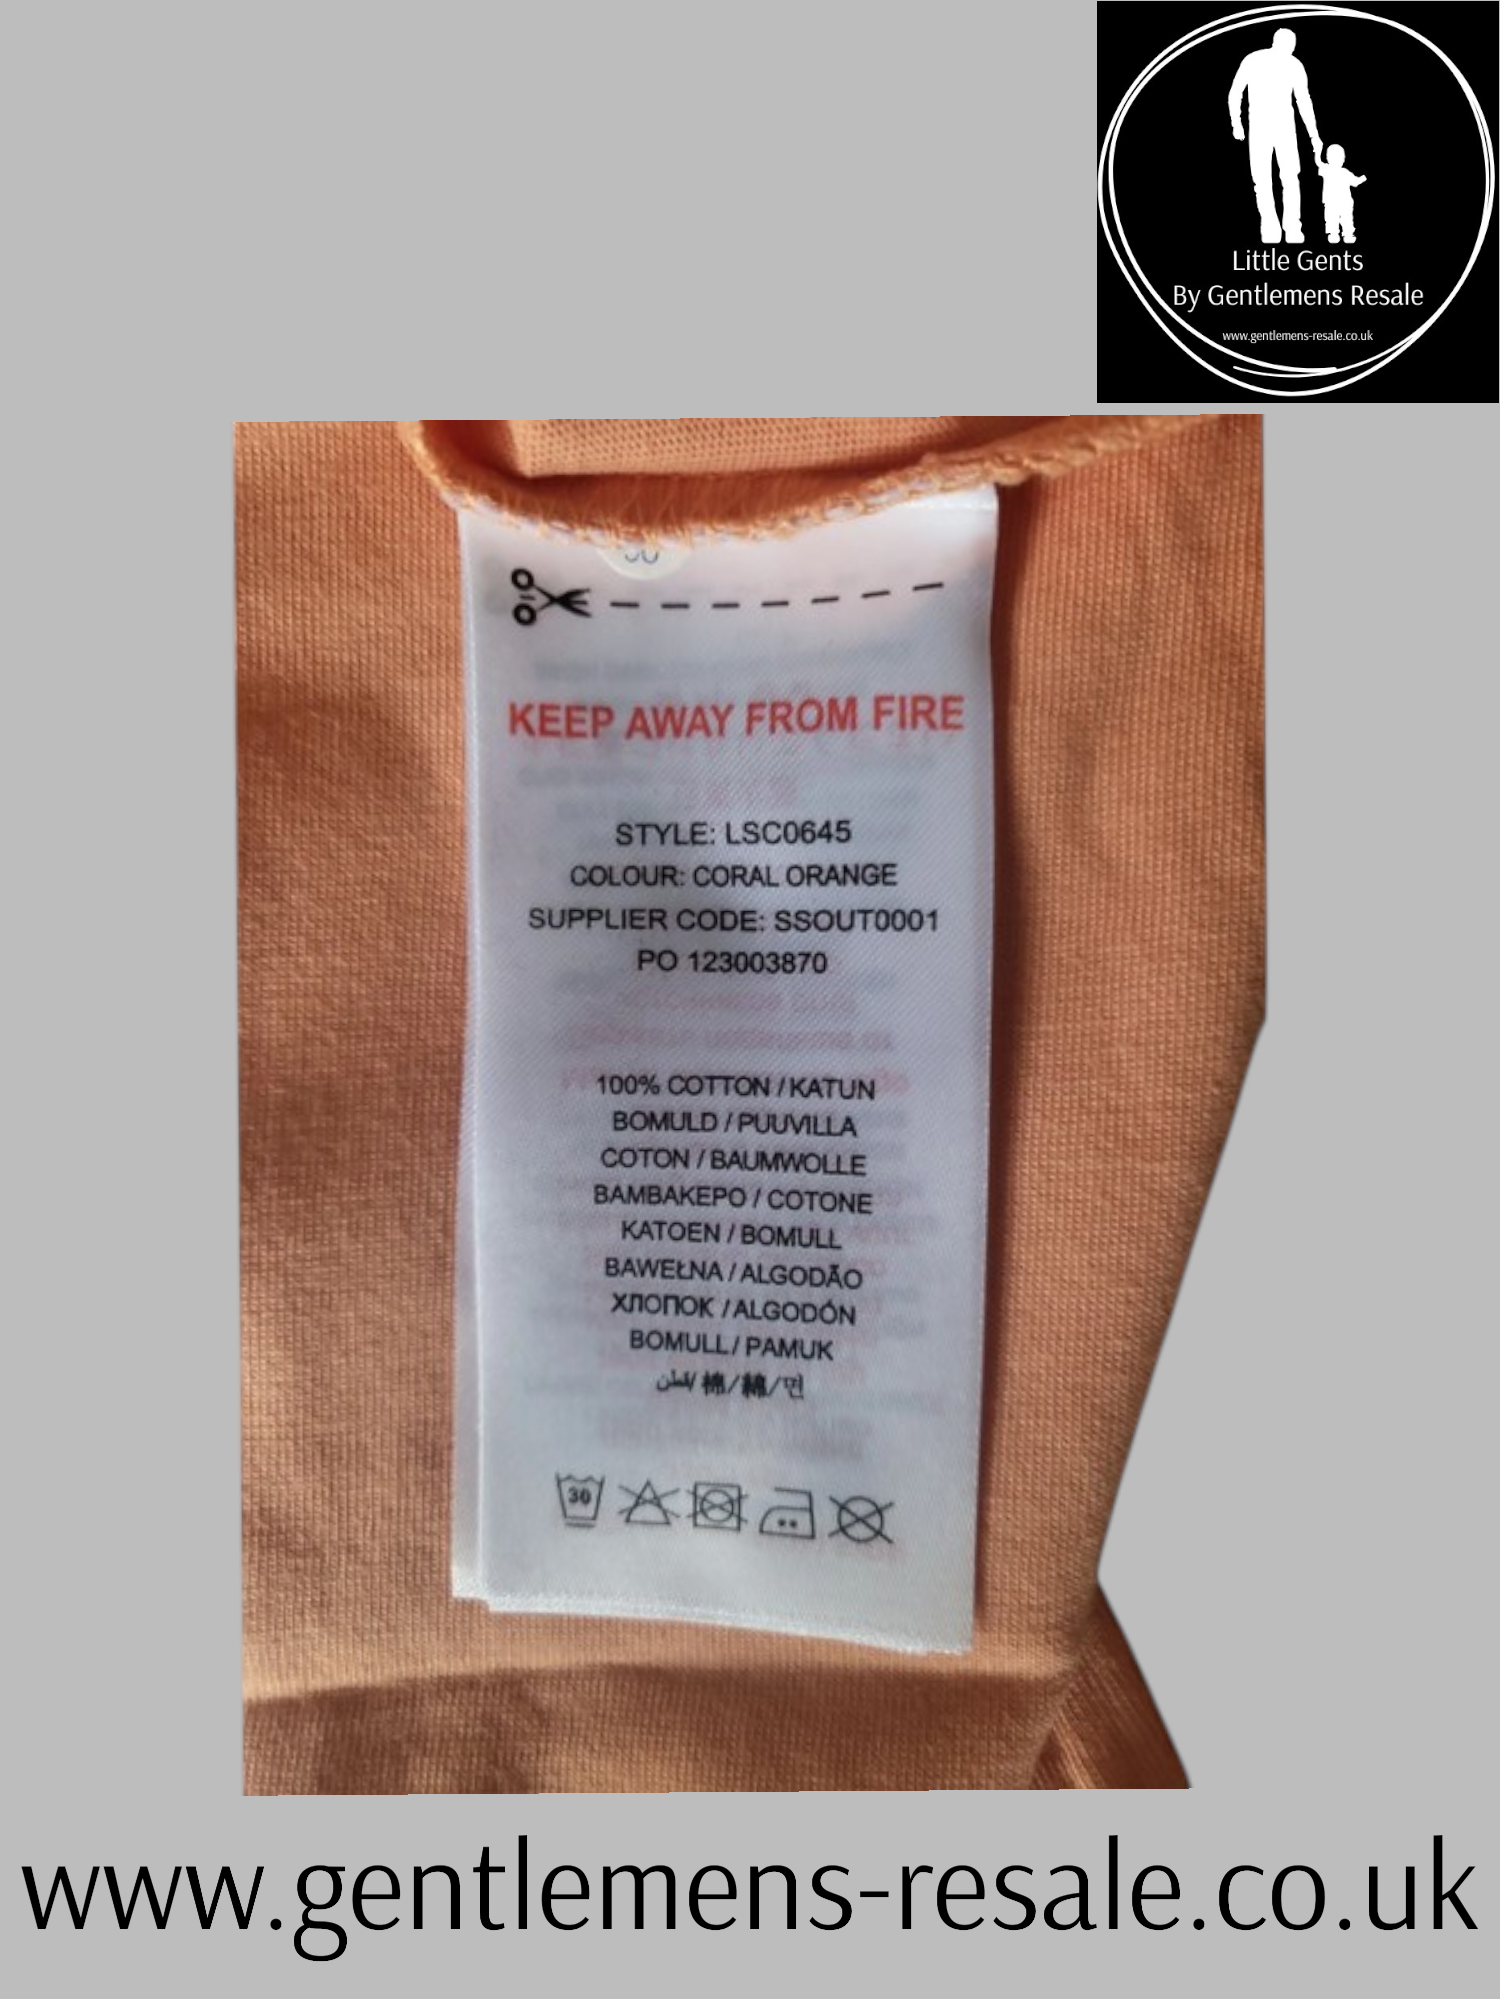 Little Gents
By Gentlemens Resale
www.gentlemens-resale.co.uk
KEEP AWAY FROM FIRE
STYLE: LSC0645
COLOUR: CORAL ORANGE
SUPPLIER CODE: SSOUT0001
PO 123003870
100% COTTON / KATUN
BOMULD / PUUVILLA
COTON / BAUMWOLLE
BAMBAKEPO / COTONE
KATOEN / BOMULL
BAWEŁNA / ALGODÃO
ХЛОПОК / ALGODÓN
BOMULL / PAMUK
قطن/ 棉/綿/면
30
www.gentlemens-resale.co.uk